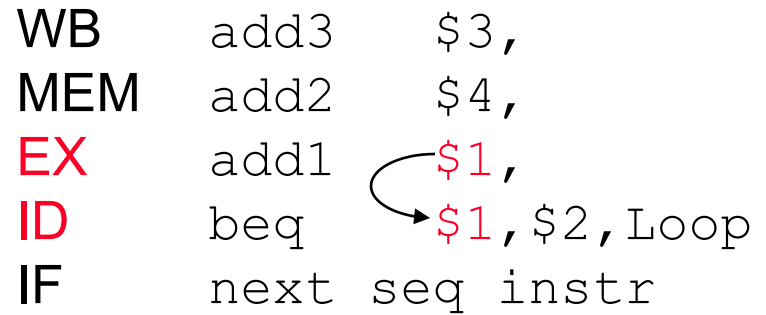 WB add3 $3,
MEM add2 $4,
EX add1 $1,
ID beq $1,$2,Loop
IF next seq instr